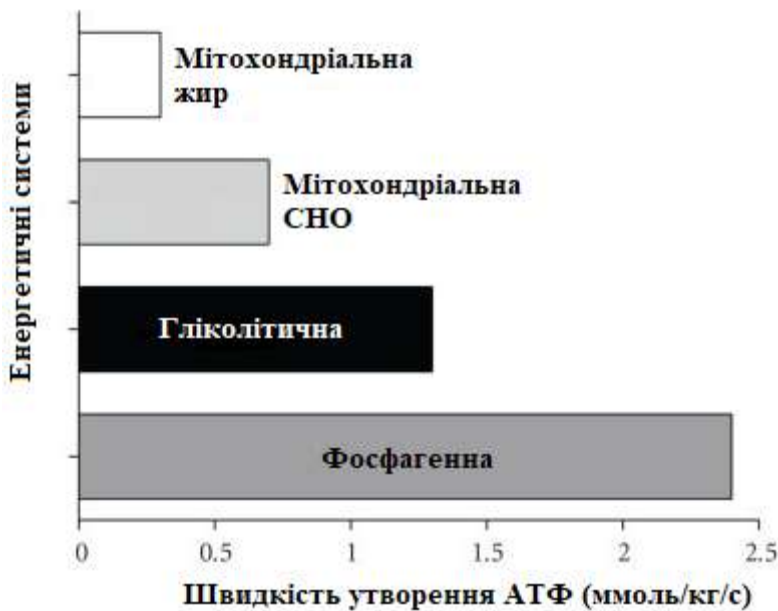 Мітохондріальна
жир
Мітохондріальна
СНО
Гліколітична
Фосфагенна
Енергетичні системи
0 0.5 1 1.5 2 2.5
Швидкість утворення АТФ (ммоль/кг/с)